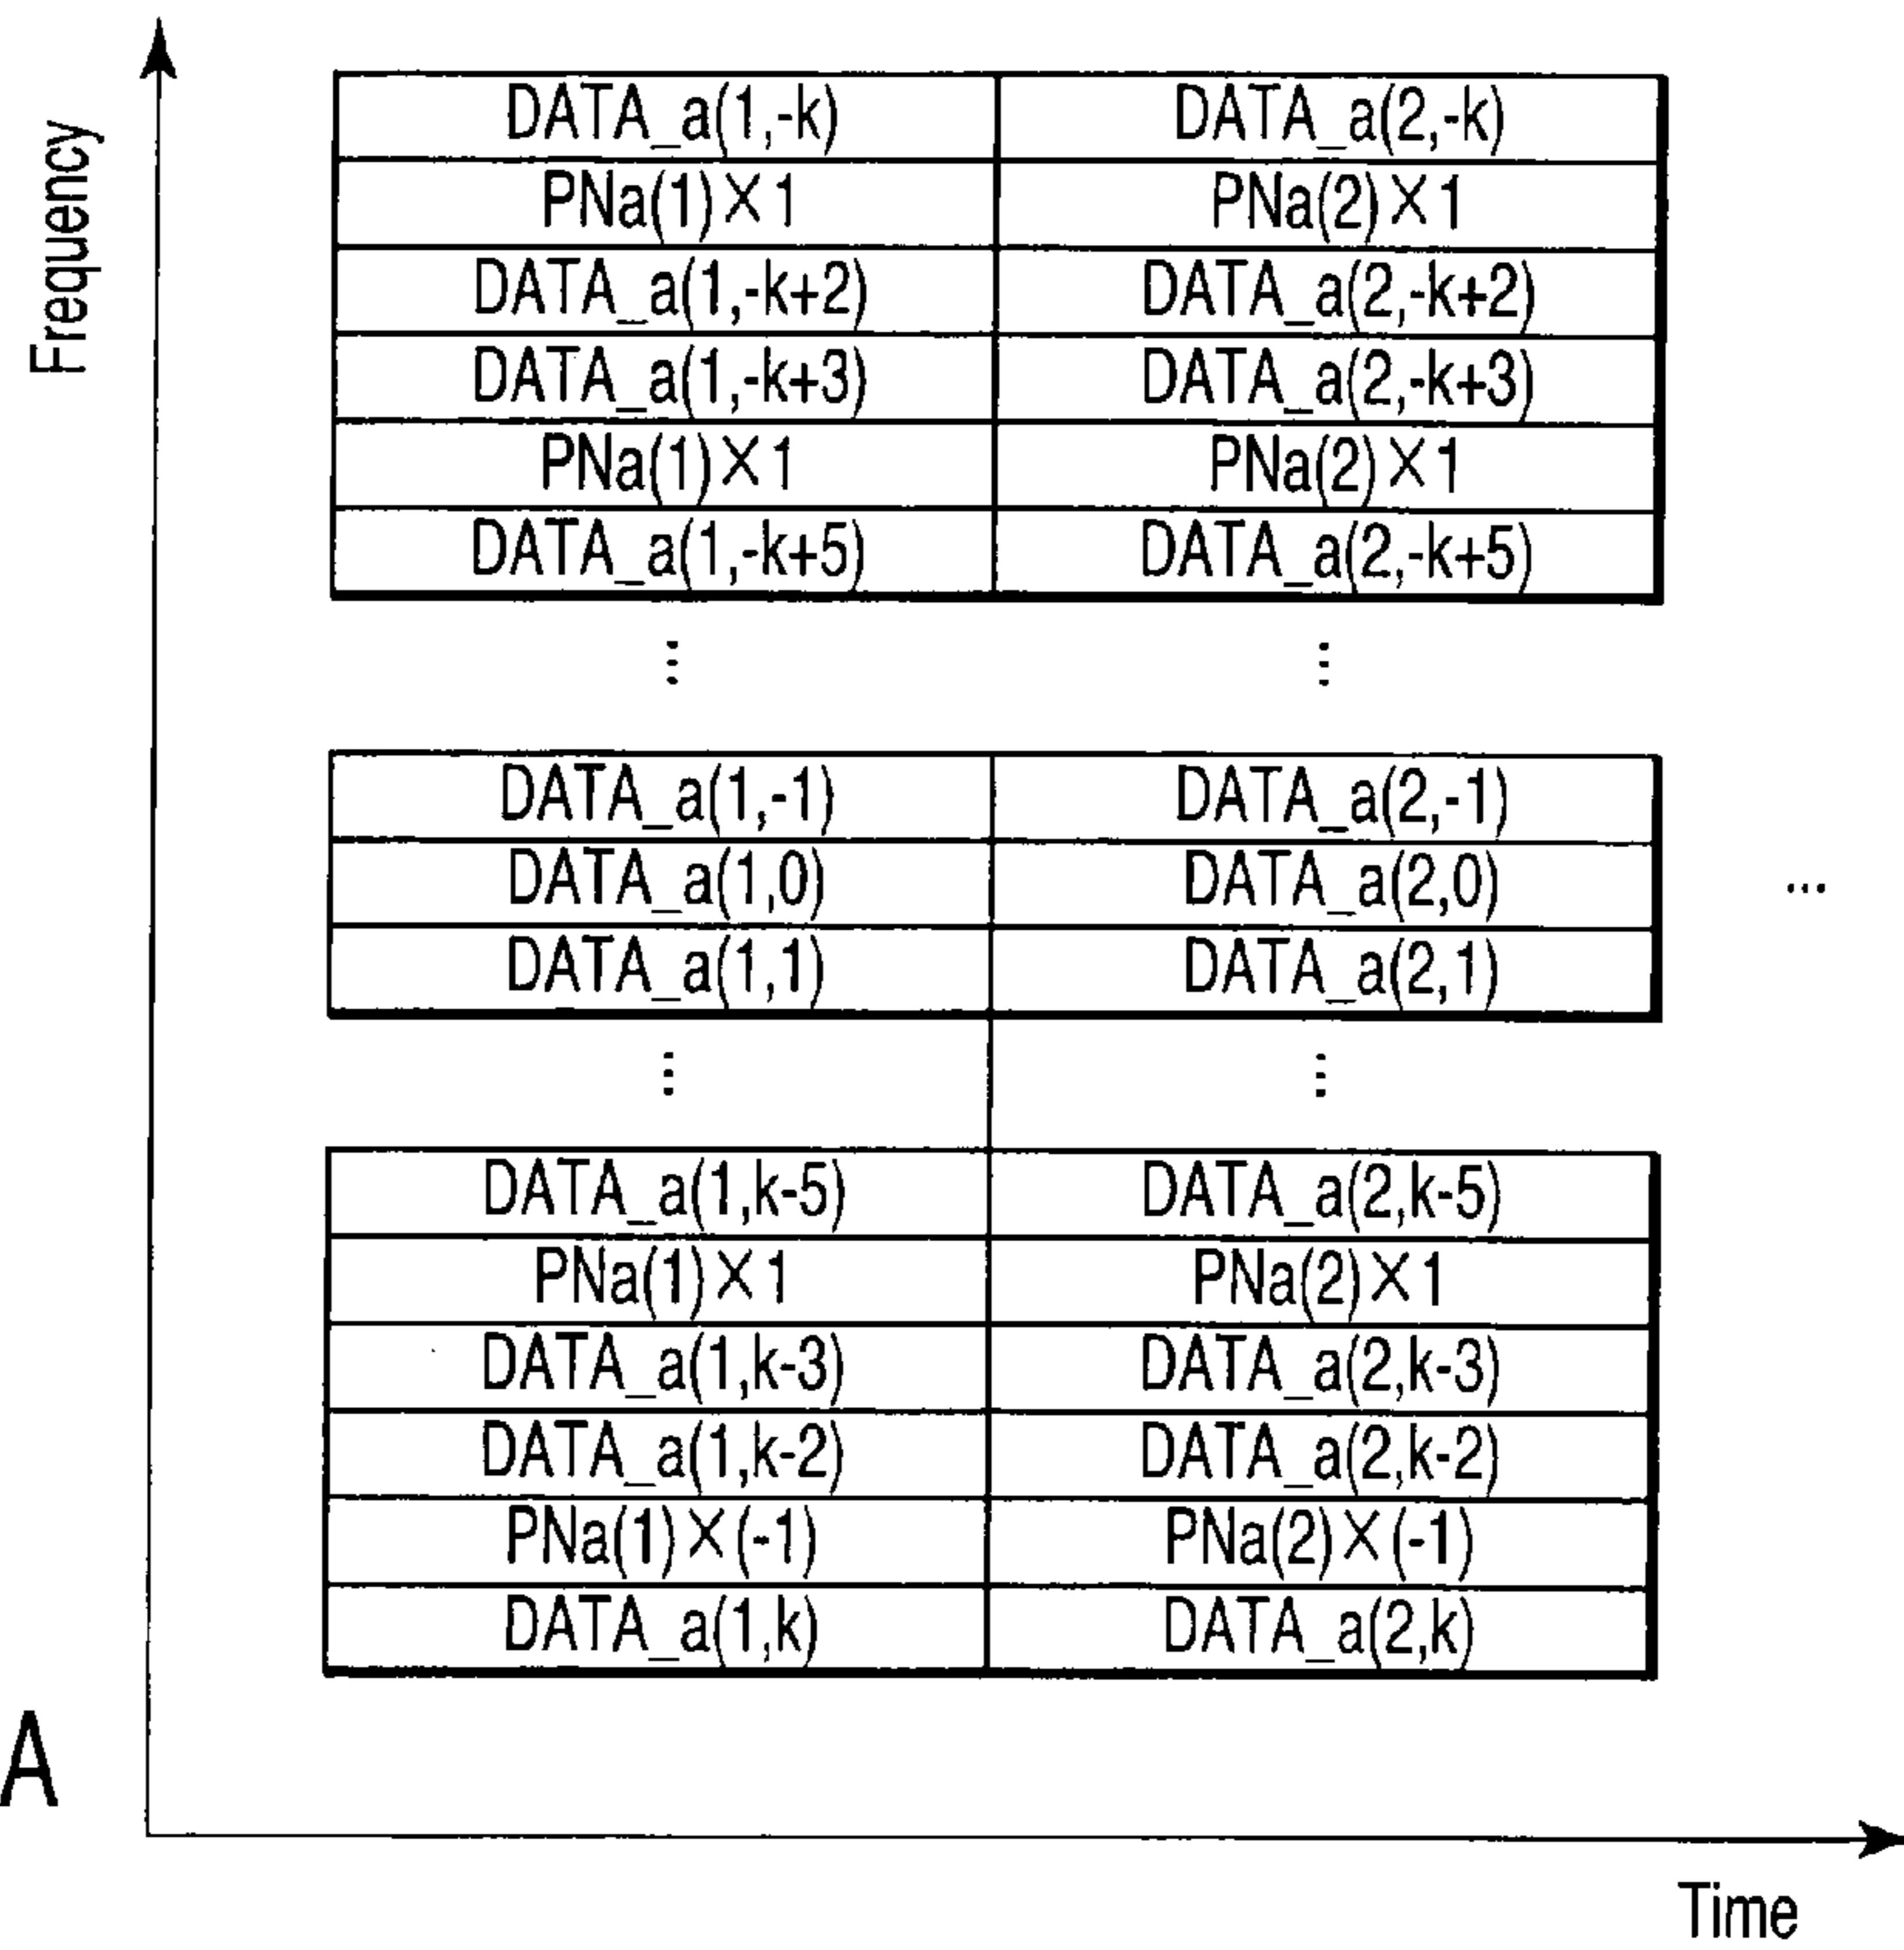 Frequency
DATA_a(1,-k) DATA_a(2,-k)
PNa(1)×1 PNa(2)×1
DATA_a(1,-k+2) DATA_a(2,-k+2)
DATA_a(1,-k+3) DATA_a(2,-k+3)
PNa(1)×1 PNa(2)×1
DATA_a(1,-k+5) DATA_a(2,-k+5)
⋮ ⋮
DATA_a(1,-1) DATA_a(2,-1)
DATA_a(1,0) DATA_a(2,0) ...
DATA_a(1,1) DATA_a(2,1)
⋮ ⋮
DATA_a(1,k-5) DATA_a(2,k-5)
PNa(1)×1 PNa(2)×1
DATA_a(1,k-3) DATA_a(2,k-3)
DATA_a(1,k-2) DATA_a(2,k-2)
PNa(1)×(-1) PNa(2)×(-1)
DATA_a(1,k) DATA_a(2,k)
A
Time